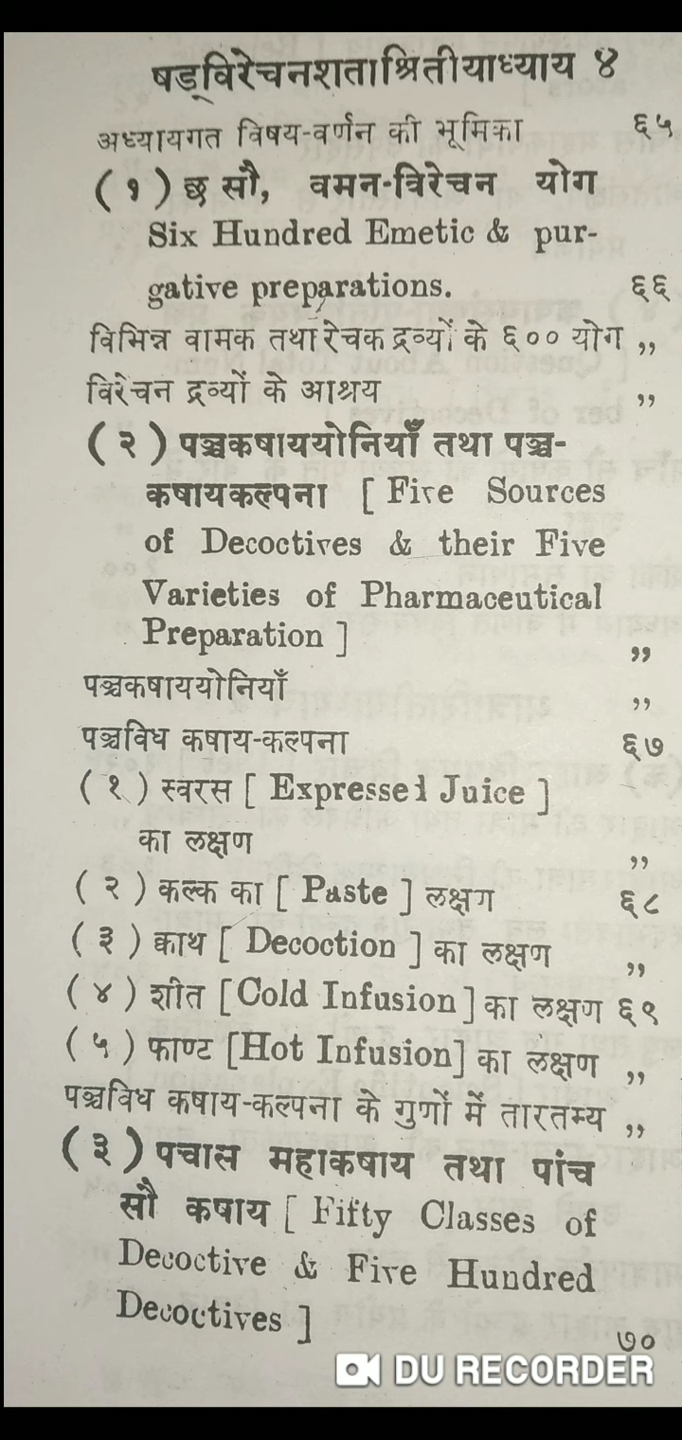 षड्विरेचनशताश्रितीयाध्याय ४
अध्यायगत विषय-वर्णन की भूमिका ६५
( १ ) छ सौ, वमन-विरेचन योग
Six Hundred Emetic & pur-
gative preparations. ६६
विभिन्न वामक तथा रेचक द्रव्यों के ६०० योग ,,
विरेचन द्रव्यों के आश्रय ,,
( २ ) पञ्चकषाययोनियाँ तथा पञ्च-
कषायकल्पना [ Five Sources
of Decoctives & their Five
Varieties of Pharmaceutical
Preparation ] ,,
पञ्चकषाययोनियाँ ,,
पञ्चविध कषाय-कल्पना ६७
( १ ) स्वरस [ Expressed Juice ]
का लक्षण ,,
( २ ) कल्क का [ Paste ] लक्षण ६८
( ३ ) क्वाथ [ Decoction ] का लक्षण ,,
( ४ ) शीत [Cold Infusion] का लक्षण ६९
( ५ ) फाण्ट [Hot Infusion] का लक्षण ,,
पञ्चविध कषाय-कल्पना के गुणों में तारतम्य ,,
( ३ ) पचास महाकषाय तथा पांच
सौ कषाय [ Fifty Classes of
Decoctive & Five Hundred
Decoctives ] ७०
DU RECORDER